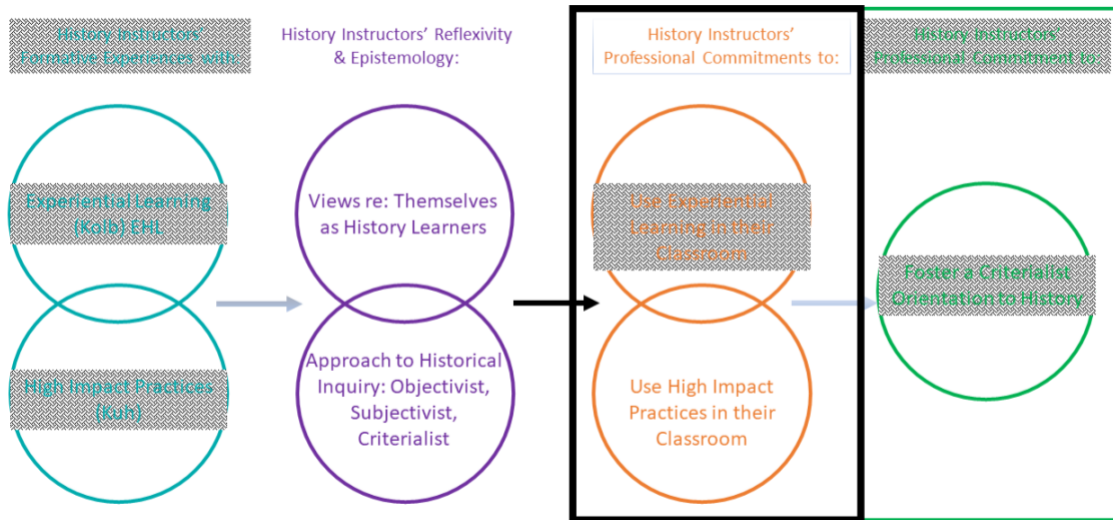 History Instructors'
Formative Experiences with:
Experiential Learning
(Kolb) EHL
High Impact Practices
(Kuh)
History Instructors' Reflexivity
& Epistemology:
Views re: Themselves
as History Learners
Approach to Historical
Inquiry: Objectivist,
Subjectivist,
Criterialist
History Instructors'
Professional Commitments to:
Use Experiential
Learning in their
Classroom
Use High Impact
Practices in their
Classroom
History Instructors'
Professional Commitment to:
Foster a Criterialist
Orientation to History